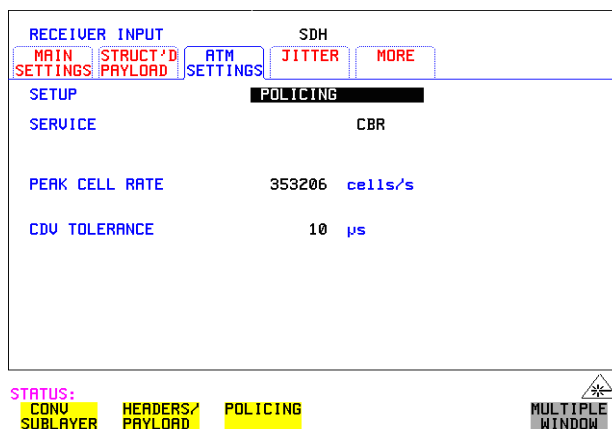 RECEIVER INPUT SDH
MAIN SETTINGS STRUCT'D PAYLOAD ATM SETTINGS JITTER MORE
SETUP POLICING
SERVICE CBR
PEAK CELL RATE 353206 cells/s
CDV TOLERANCE 10 µs
STATUS:
CONV SUBLAYER HEADERS/ PAYLOAD POLICING MULTIPLE WINDOW